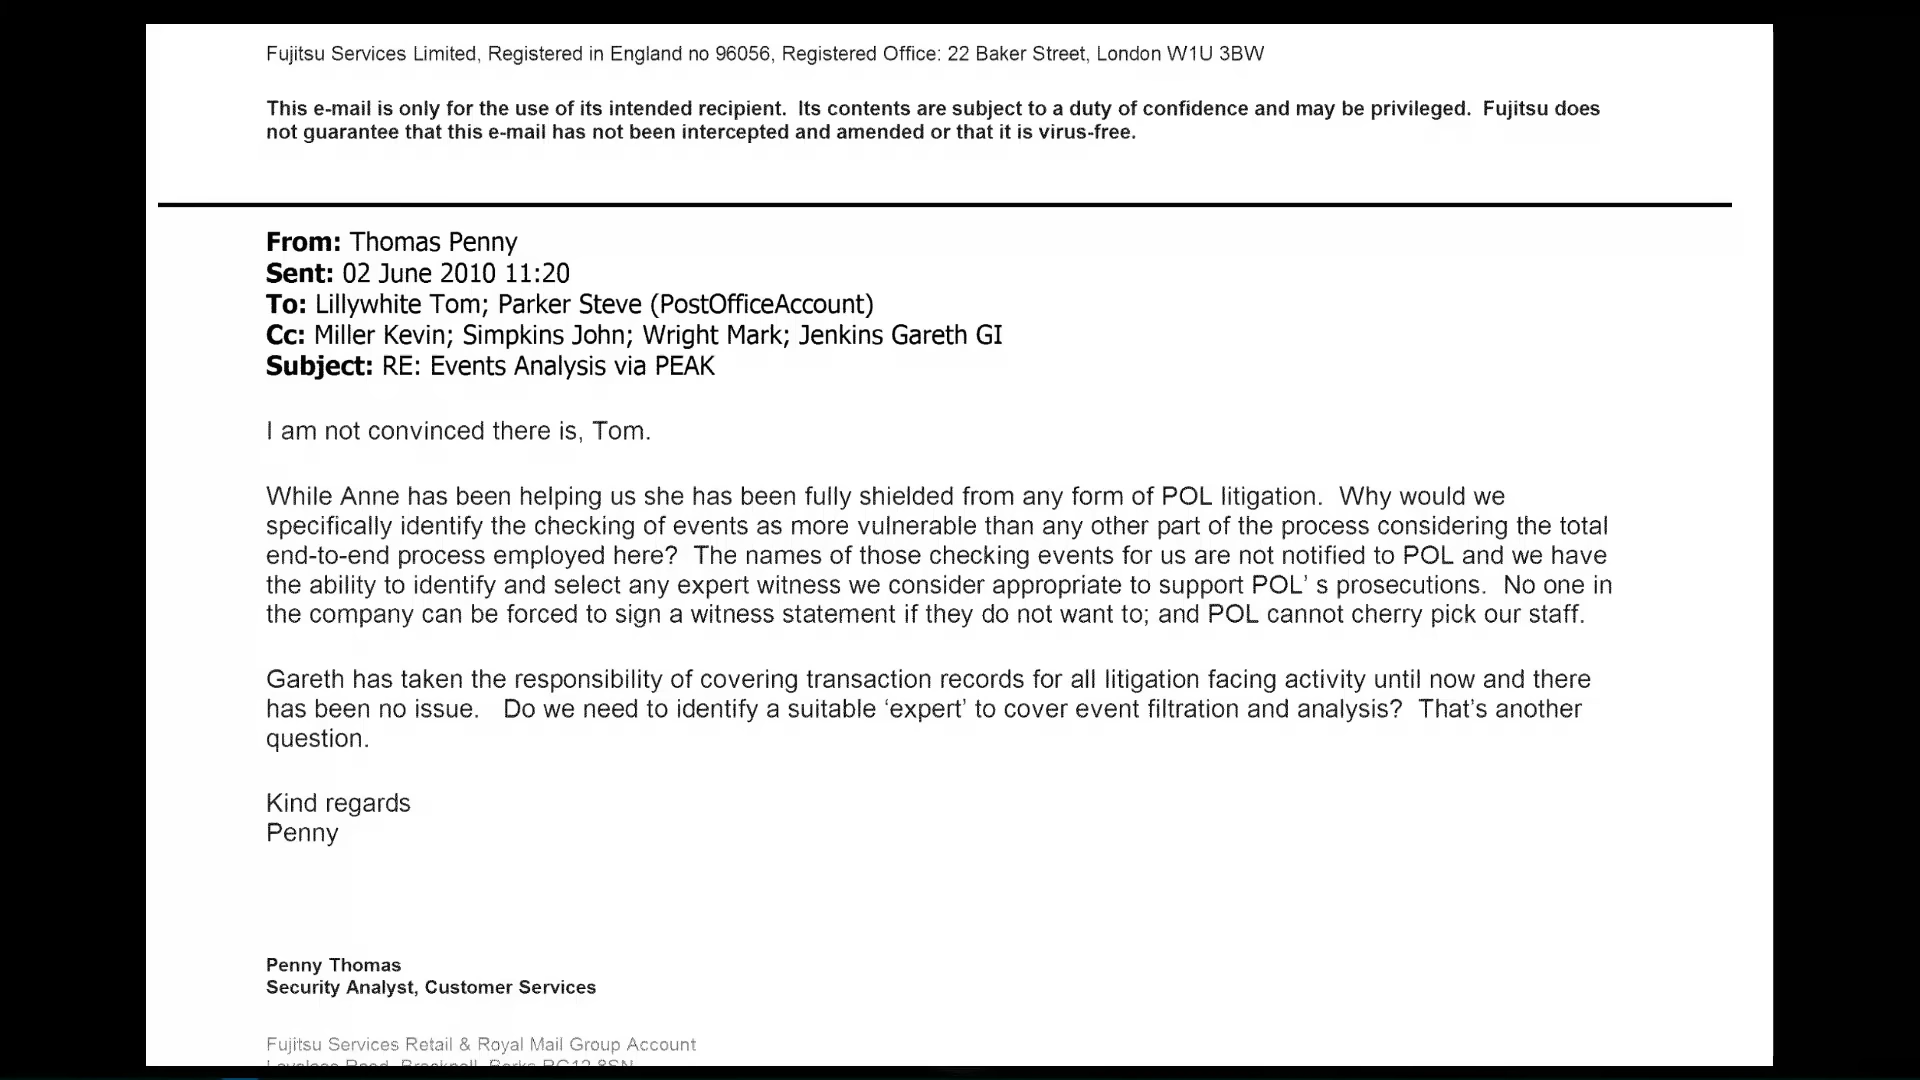 Fujitsu Services Limited, Registered in England no 96056, Registered Office: 22 Baker Street, London W1U 3BW
This e-mail is only for the use of its intended recipient.  Its contents are subject to a duty of confidence and may be privileged.  Fujitsu does
not guarantee that this e-mail has not been intercepted and amended or that it is virus-free.
From: Thomas Penny
Sent: 02 June 2010 11:20
To: Lillywhite Tom; Parker Steve (PostOfficeAccount)
Cc: Miller Kevin; Simpkins John; Wright Mark; Jenkins Gareth GI
Subject: RE: Events Analysis via PEAK
I am not convinced there is, Tom.
While Anne has been helping us she has been fully shielded from any form of POL litigation.  Why would we
specifically identify the checking of events as more vulnerable than any other part of the process considering the total
end-to-end process employed here?  The names of those checking events for us are not notified to POL and we have
the ability to identify and select any expert witness we consider appropriate to support POL' s prosecutions.  No one in
the company can be forced to sign a witness statement if they do not want to; and POL cannot cherry pick our staff.
Gareth has taken the responsibility of covering transaction records for all litigation facing activity until now and there
has been no issue.   Do we need to identify a suitable ‘expert’ to cover event filtration and analysis?  That’s another
question.
Kind regards
Penny
Penny Thomas
Security Analyst, Customer Services
Fujitsu Services Retail & Royal Mail Group Account